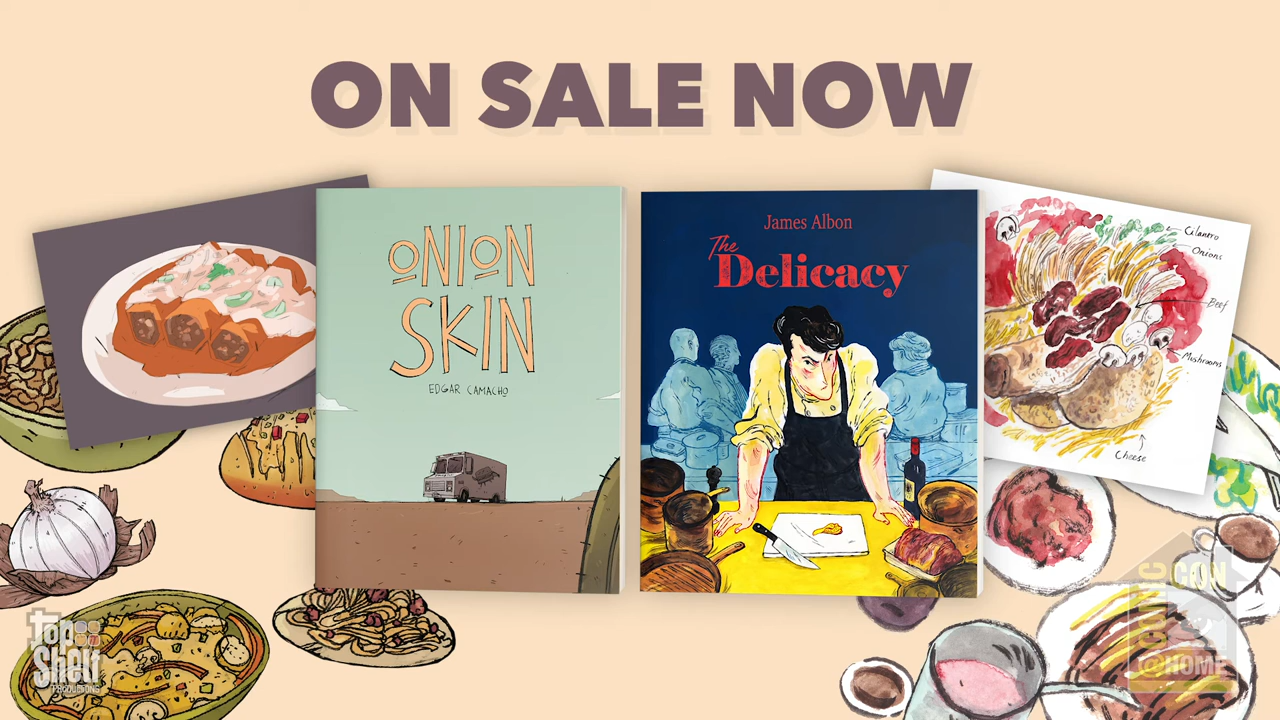 ON SALE NOW
ONION
SKIN
EDGAR CAMACHO
James Albon
The
Delicacy
Cilantro
Onions
Beef
Mushrooms
Cheese
Top
Shelf
PRODUCTIONS
COMIC
CON
@HOME